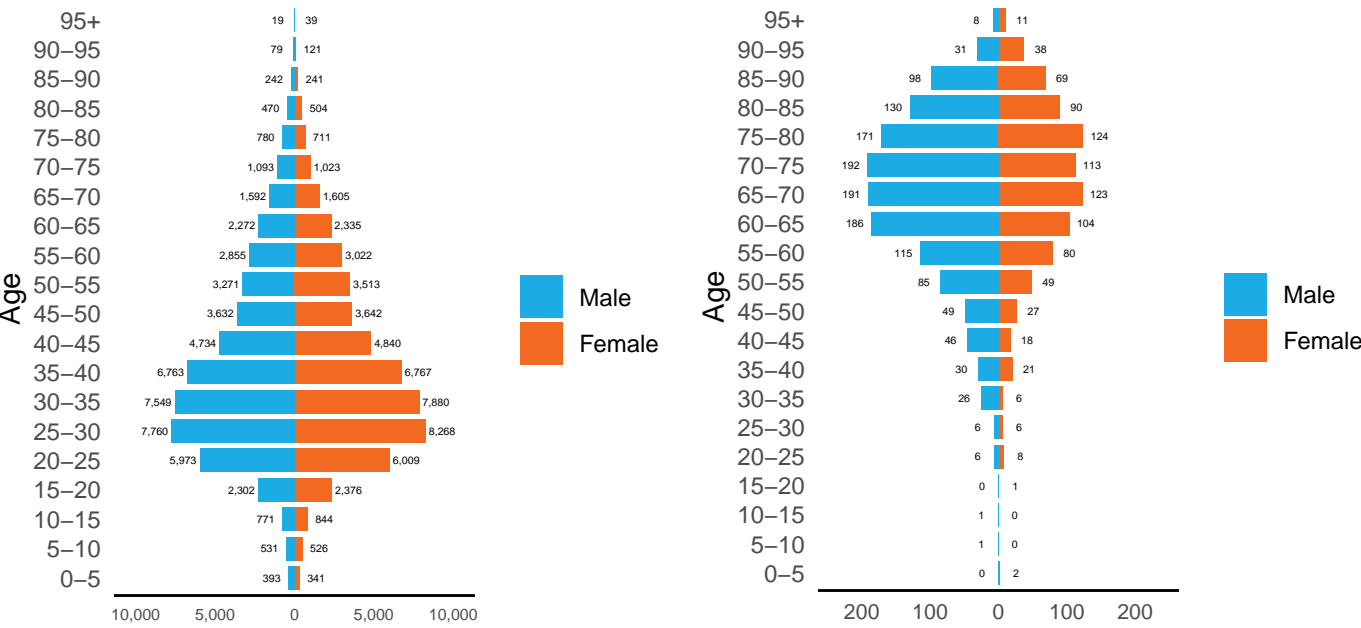 95+ 19 39
90–95 79 121
85–90 242 241
80–85 470 504
75–80 780 711
70–75 1,093 1,023
65–70 1,592 1,605
60–65 2,272 2,335
55–60 2,855 3,022
50–55 3,271 3,513
45–50 3,632 3,642
40–45 4,734 4,840
35–40 6,763 6,767
30–35 7,549 7,880
25–30 7,760 8,268
20–25 5,973 6,009
15–20 2,302 2,376
10–15 771 844
5–10 531 526
0–5 393 341
10,000 5,000 0 5,000 10,000
Age
Male
Female
95+ 8 11
90–95 31 38
85–90 98 69
80–85 130 90
75–80 171 124
70–75 192 113
65–70 191 123
60–65 186 104
55–60 115 80
50–55 85 49
45–50 49 27
40–45 46 18
35–40 30 21
30–35 26 6
25–30 6 6
20–25 6 8
15–20 0 1
10–15 1 0
5–10 1 0
0–5 0 2
200 100 0 100 200
Age
Male
Female